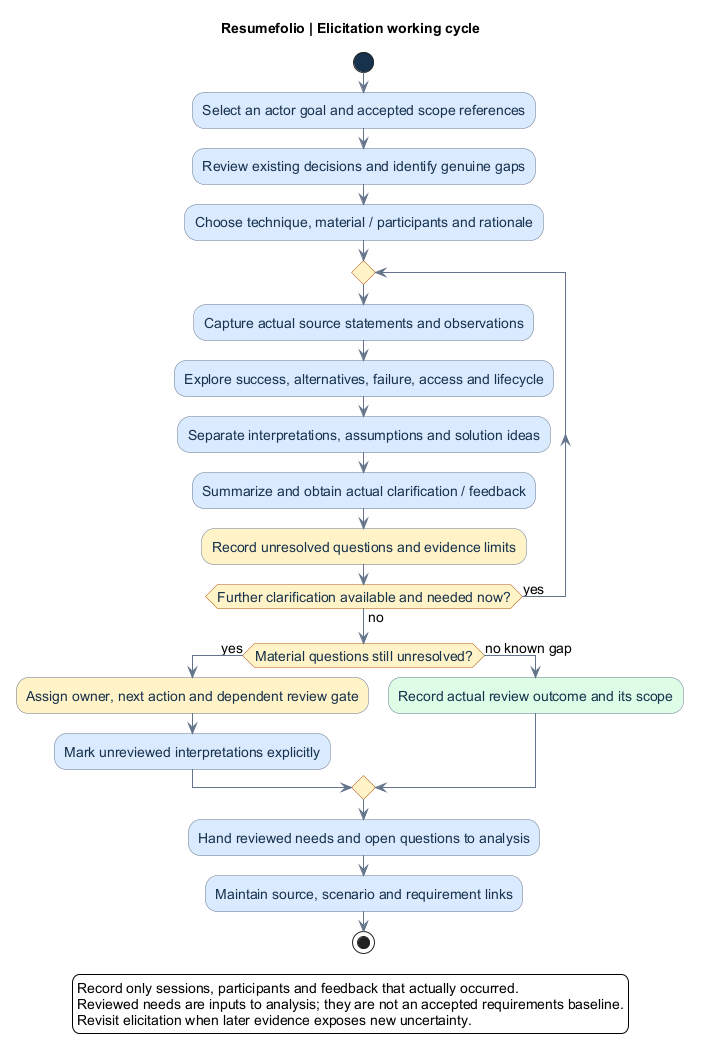 Resumefolio | Elicitation working cycle
Select an actor goal and accepted scope references
Review existing decisions and identify genuine gaps
Choose technique, material / participants and rationale
Capture actual source statements and observations
Explore success, alternatives, failure, access and lifecycle
Separate interpretations, assumptions and solution ideas
Summarize and obtain actual clarification / feedback
Record unresolved questions and evidence limits
Further clarification available and needed now?
yes
no
yes
Material questions still unresolved?
no known gap
Assign owner, next action and dependent review gate
Record actual review outcome and its scope
Mark unreviewed interpretations explicitly
Hand reviewed needs and open questions to analysis
Maintain source, scenario and requirement links
Record only sessions, participants and feedback that actually occurred.
Reviewed needs are inputs to analysis; they are not an accepted requirements baseline.
Revisit elicitation when later evidence exposes new uncertainty.